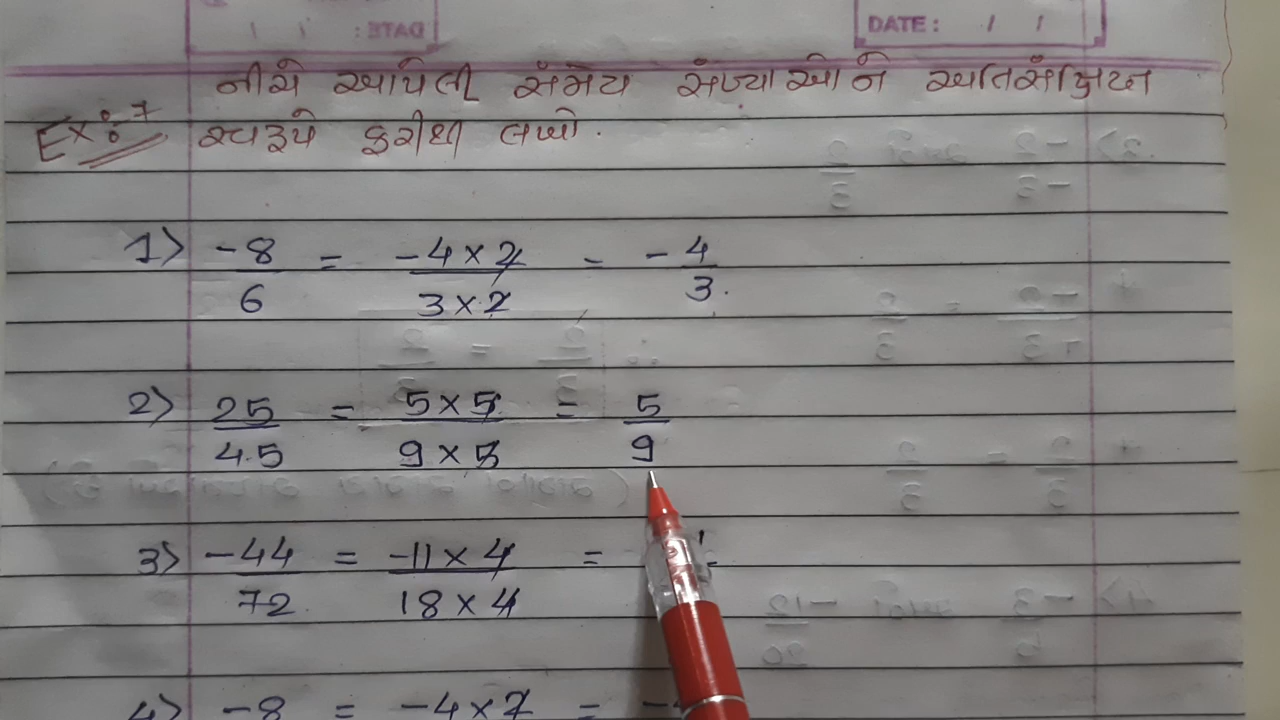 DATE:
નીચે આપેલી સંમેય સંખ્યાઓને અતિસંક્ષિપ્ત
Ex:7 સ્વરૂપે ફરીથી લખો.
1> -8/6 = -4×2/3×2 = -4/3.
2> 25/45 = 5×5/9×5 = 5/9
3> -44/72 = -11×4/18×4 =
4> -8 = -4×2 = -